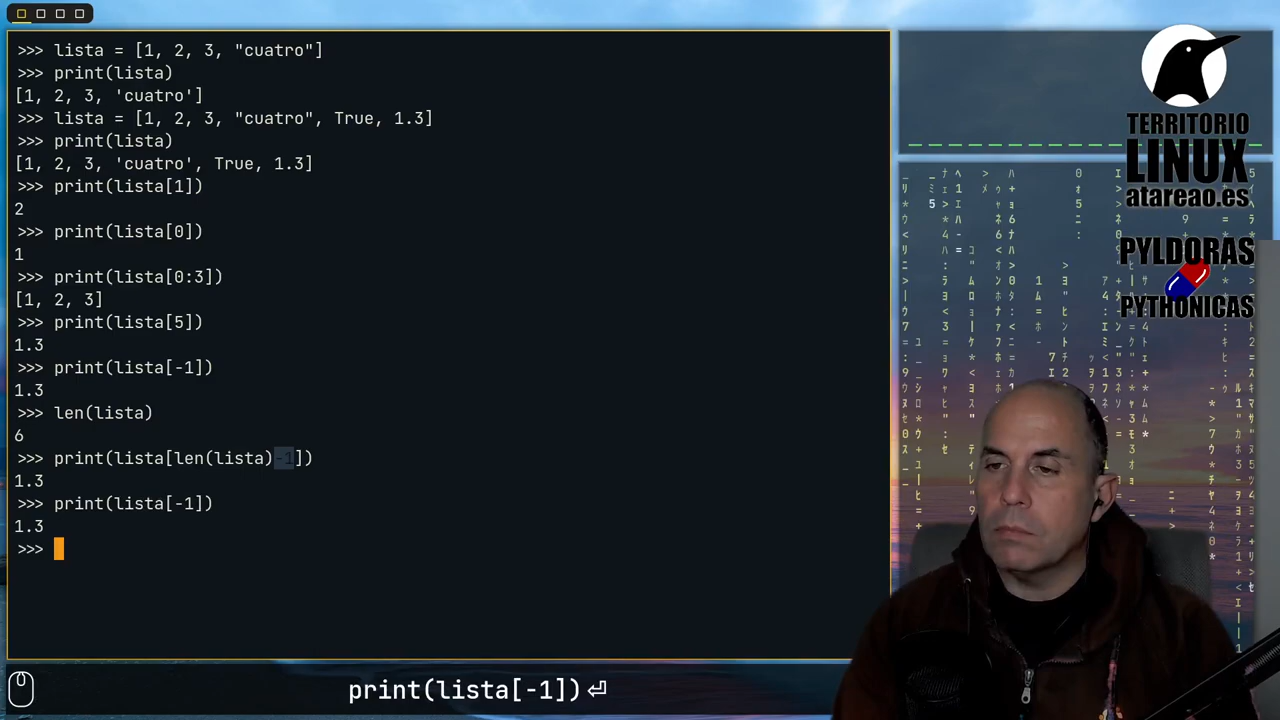 >>> lista = [1, 2, 3, "cuatro"]
>>> print(lista)
[1, 2, 3, 'cuatro']
>>> lista = [1, 2, 3, "cuatro", True, 1.3]
>>> print(lista)
[1, 2, 3, 'cuatro', True, 1.3]
>>> print(lista[1])
2
>>> print(lista[0])
1
>>> print(lista[0:3])
[1, 2, 3]
>>> print(lista[5])
1.3
>>> print(lista[-1])
1.3
>>> len(lista)
6
>>> print(lista[len(lista)-1])
1.3
>>> print(lista[-1])
1.3
>>>
print(lista[-1])⏎
TERRITORIO
LINUX
atareao.es
PYLDORAS
PYTHONICAS